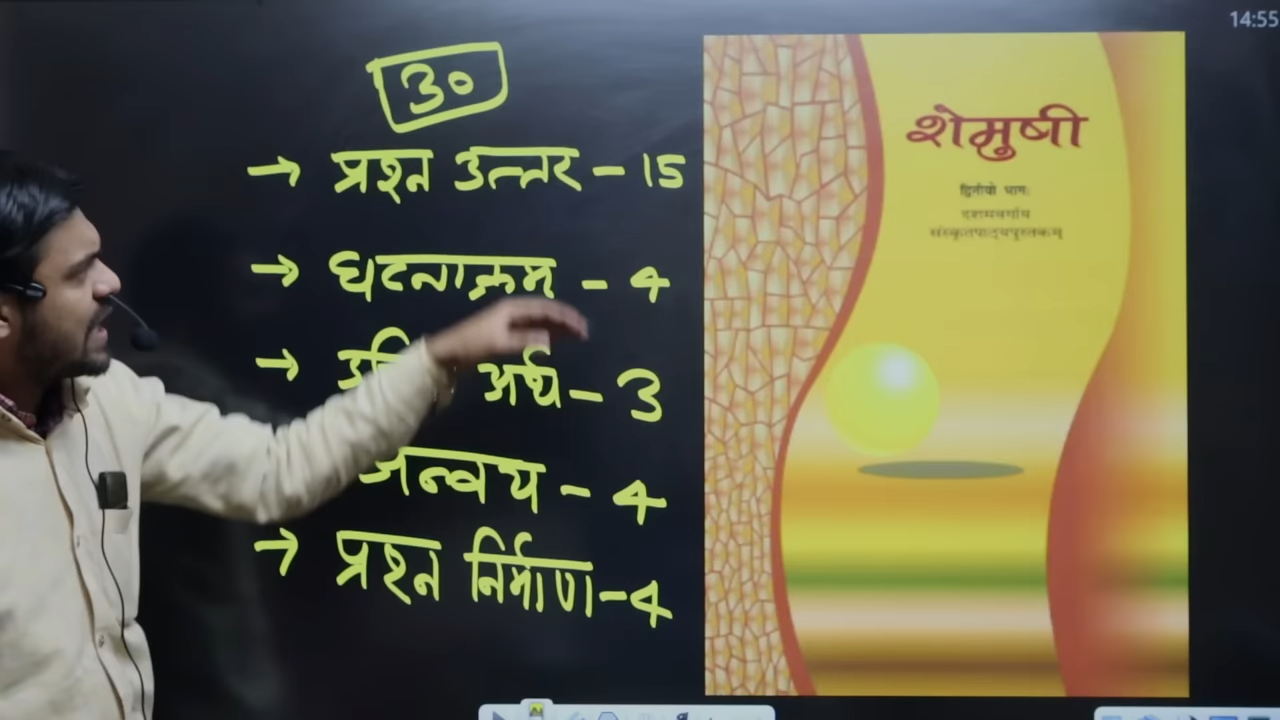 ३०
→ प्रश्न उत्तर - 15
→ घटनाक्रम - 4
→ अर्थ - 3
अन्वय - 4
→ प्रश्न निर्माण - 4
14:55
शेमुषी
द्वितीयो भागः
दशमवर्गाय
संस्कृतपाठ्यपुस्तकम्